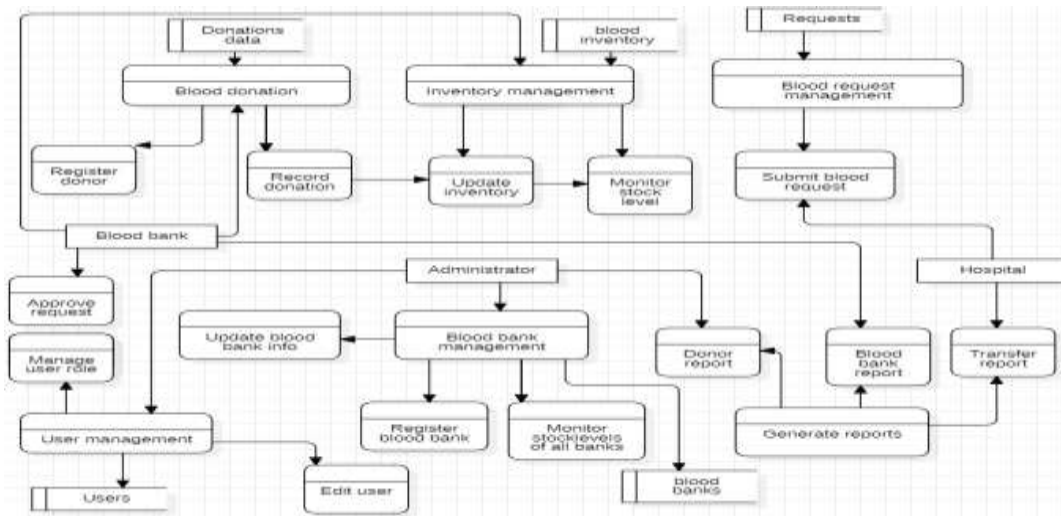 Donations
data
blood
inventory
Requests
Blood donation
Inventory management
Blood request
management
Register
donor
Record
donation
Update
inventory
Monitor
stock
level
Submit blood
request
Blood bank
Administrator
Hospital
Approve
request
Update blood
bank info
Blood bank
management
Donor
report
Blood
bank report
Transfer
report
Manage
user role
User management
Register
blood bank
Monitor
stocklevels
of all banks
Generate reports
Users
Edit user
blood
banks